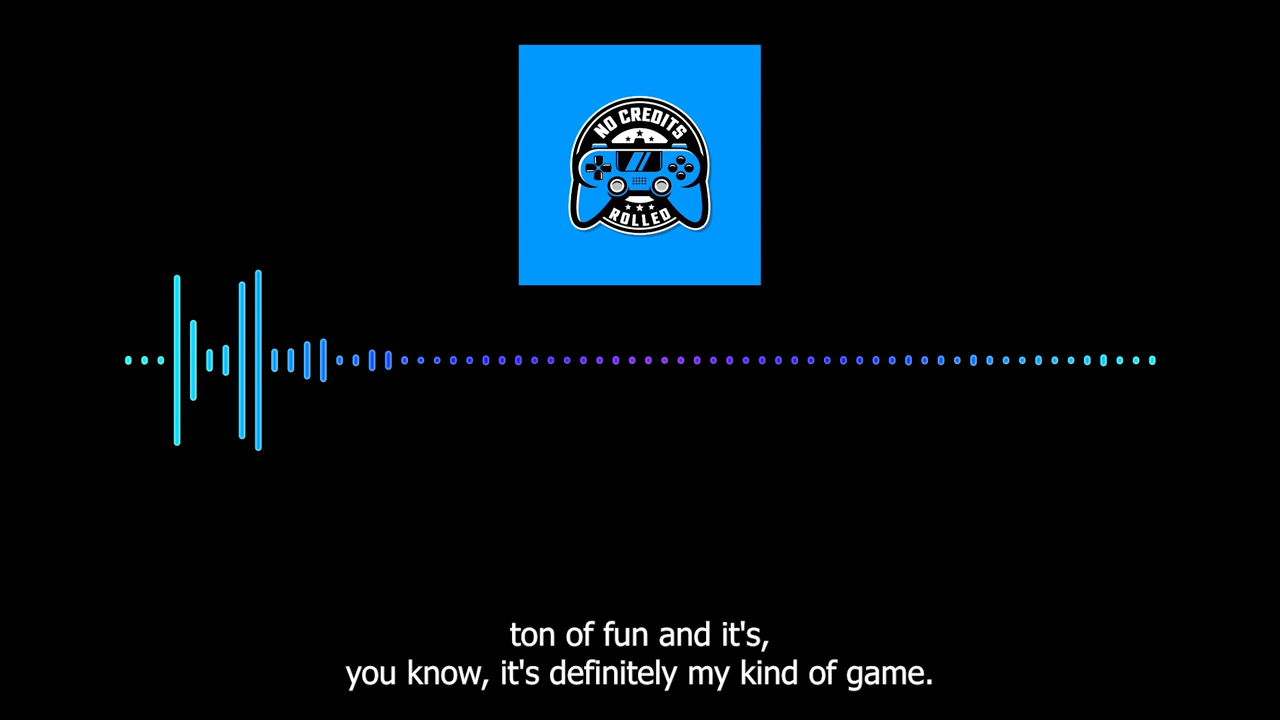 NO CREDITS
ROLLED
ton of fun and it's,
you know, it's definitely my kind of game.